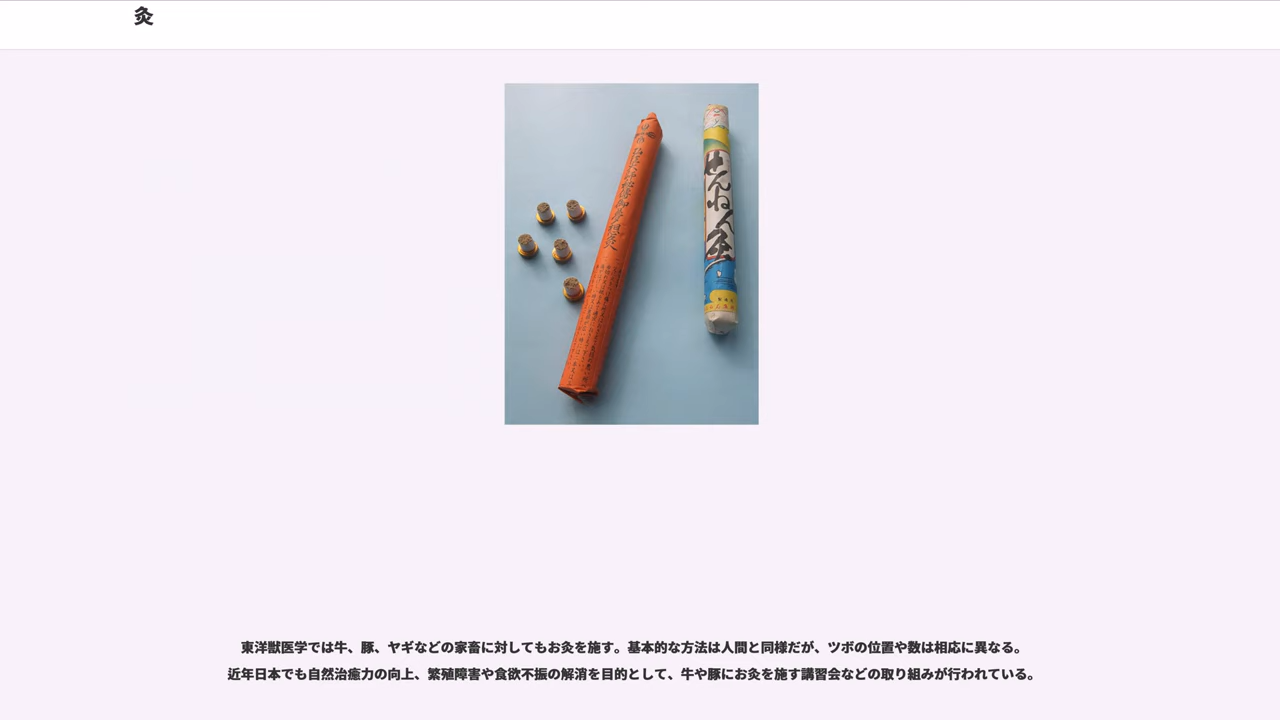 灸
せんねん灸
東洋獣医学では牛、豚、ヤギなどの家畜に対してもお灸を施す。基本的な方法は人間と同様だが、ツボの位置や数は相応に異なる。
近年日本でも自然治癒力の向上、繁殖障害や食欲不振の解消を目的として、牛や豚にお灸を施す講習会などの取り組みが行われている。